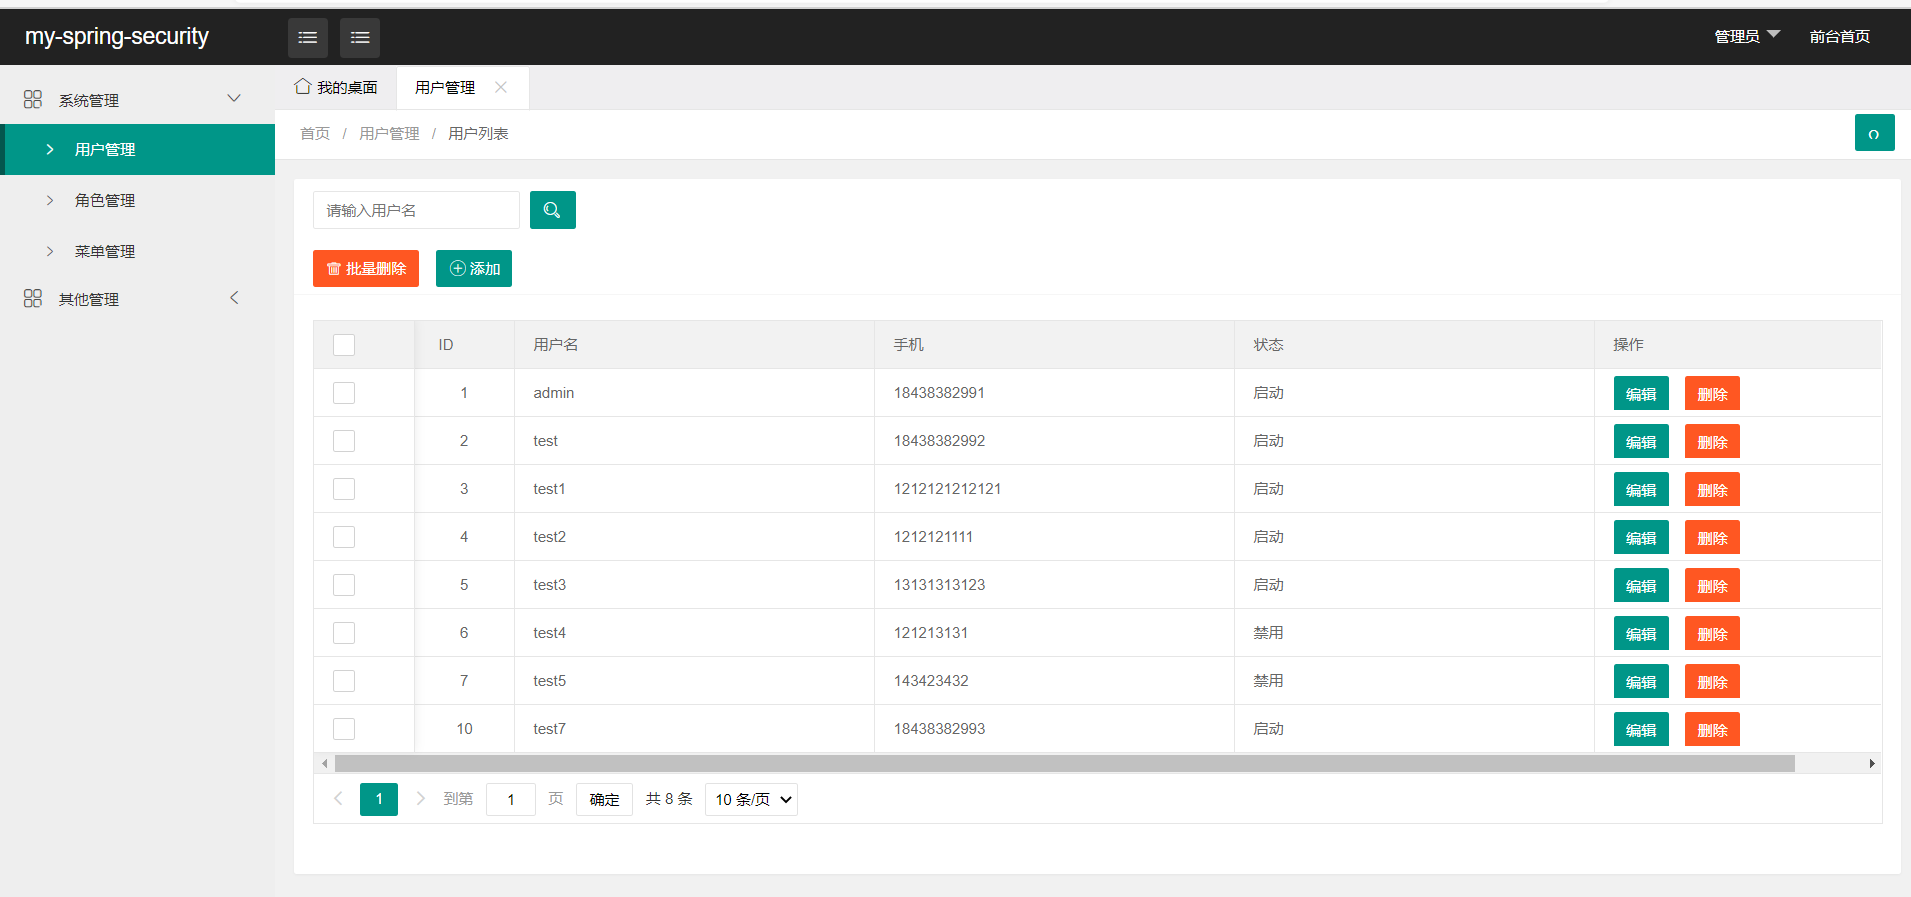 my-spring-security
管理员
前台首页
系统管理
用户管理
角色管理
菜单管理
其他管理
我的桌面
用户管理
首页 / 用户管理 / 用户列表
请输入用户名
批量删除
添加
ID 用户名 手机 状态 操作
1 admin 18438382991 启动 编辑 删除
2 test 18438382992 启动 编辑 删除
3 test1 1212121212121 启动 编辑 删除
4 test2 1212121111 启动 编辑 删除
5 test3 13131313123 启动 编辑 删除
6 test4 121213131 禁用 编辑 删除
7 test5 143423432 禁用 编辑 删除
10 test7 18438382993 启动 编辑 删除
1 到第 1 页 确定 共 8 条 10 条/页